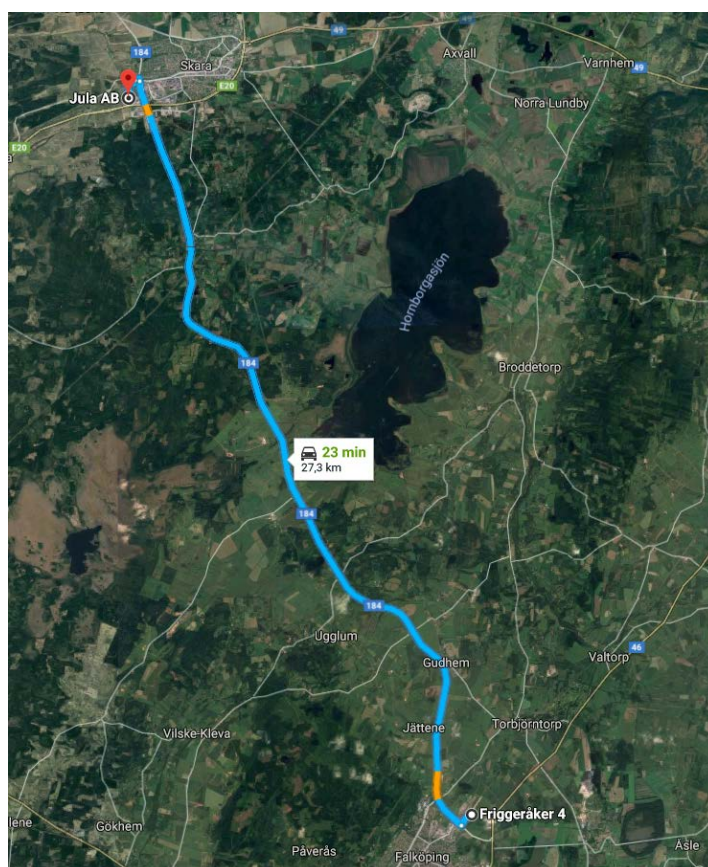 49
49
184
Skara
Axvall
Varnhem
49
Jula AB
E20
Norra Lundby
E20
Hornborgasjön
184
Broddetorp
23 min
27,3 km
184
184
Ugglum
Gudhem
46
Valtorp
Jättene
Torbjörntorp
Vilske-Kleva
Friggeråker 4
Gökhem
Påverås
Falköping
Åsle